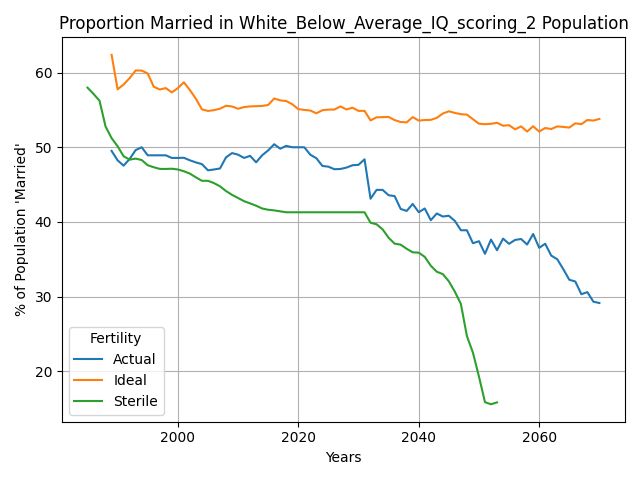 Proportion Married in White_Below_Average_IQ_scoring_2 Population
% of Population 'Married'
60
50
40
30
20
Fertility
Actual
Ideal
Sterile
2000 2020 2040 2060
Years